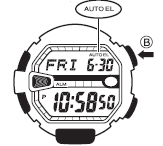 AUTO EL
B
AUTO EL
FRI 6-30
ALM
P 10:58 50